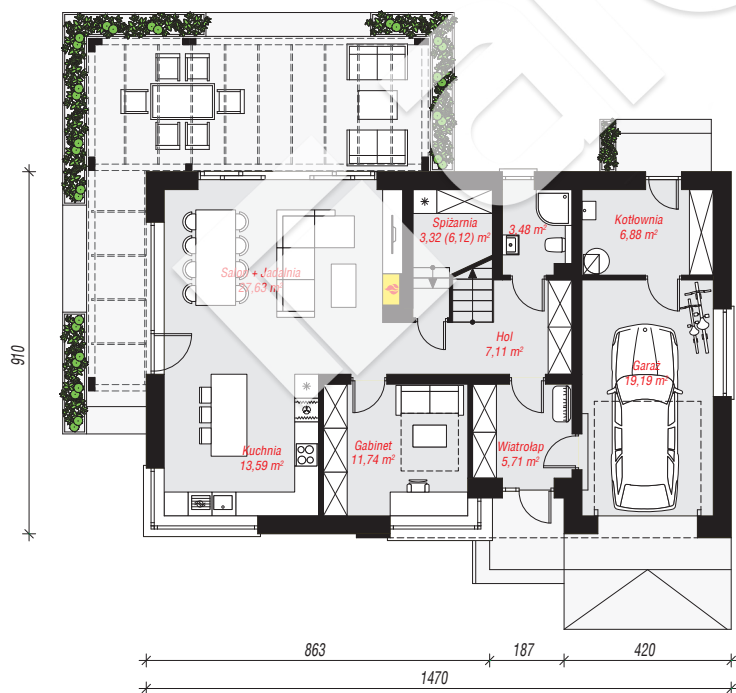 Spiżarnia
3,32 (6,12) m²
3,48 m²
Kotłownia
6,88 m²
Salon + Jadalnia
27,63 m²
Hol
7,11 m²
Garaż
19,19 m²
Kuchnia
13,59 m²
Gabinet
11,74 m²
Wiatrołap
5,71 m²
910
863
187
420
1470